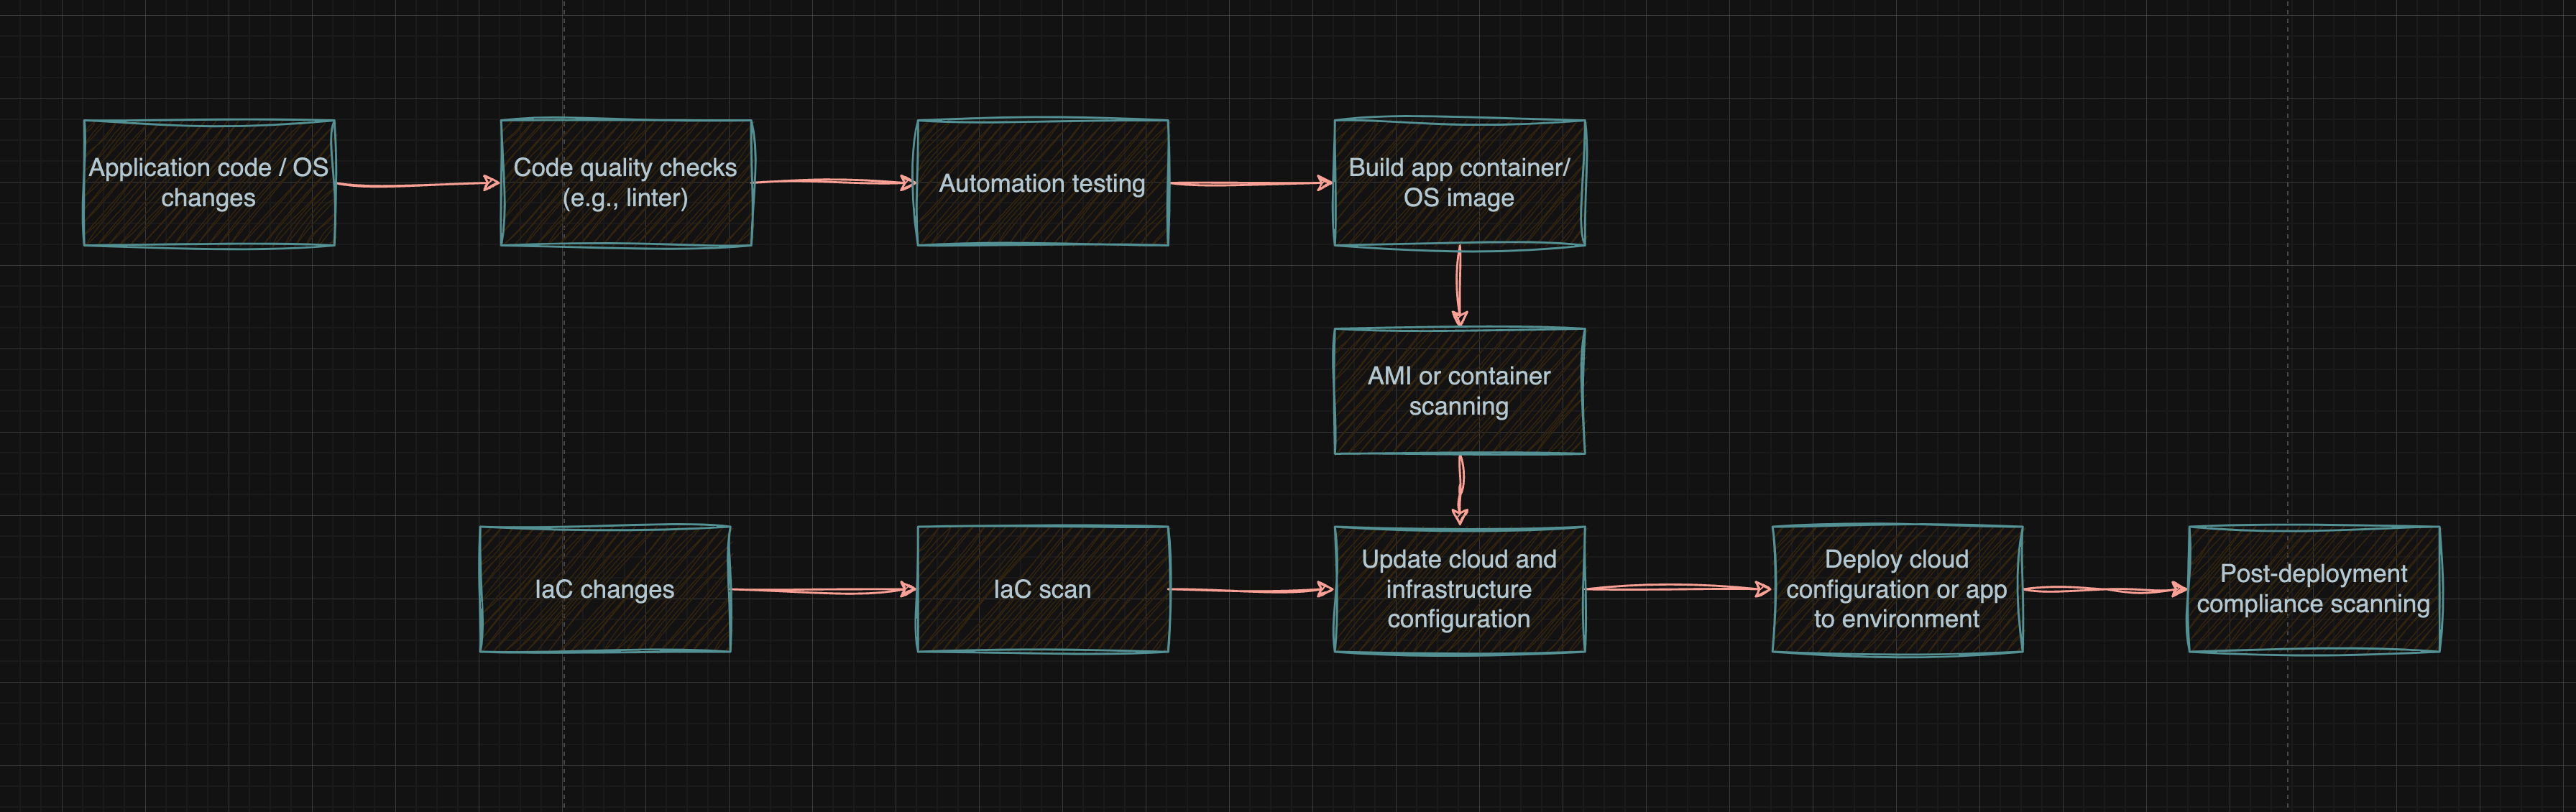 Application code / OS
changes
Code quality checks
(e.g., linter)
Automation testing
Build app container/
OS image
AMI or container
scanning
IaC changes
IaC scan
Update cloud and
infrastructure
configuration
Deploy cloud
configuration or app
to environment
Post-deployment
compliance scanning